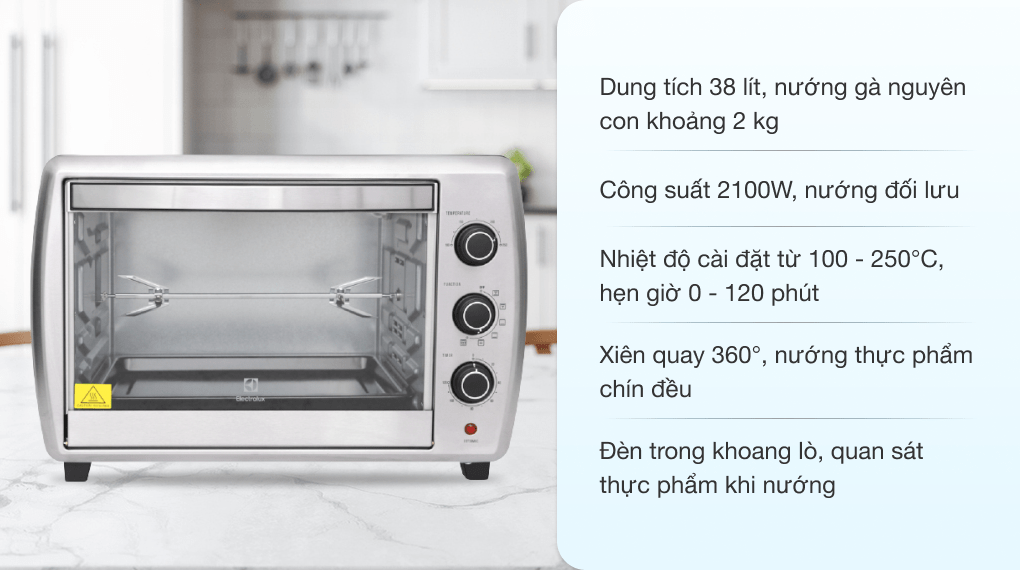 Dung tích 38 lít, nướng gà nguyên
con khoảng 2 kg
Công suất 2100W, nướng đối lưu
Nhiệt độ cài đặt từ 100 - 250°C,
hẹn giờ 0 - 120 phút
Xiên quay 360°, nướng thực phẩm
chín đều
Đèn trong khoang lò, quan sát
thực phẩm khi nướng
TEMPERATURE
Electrolux